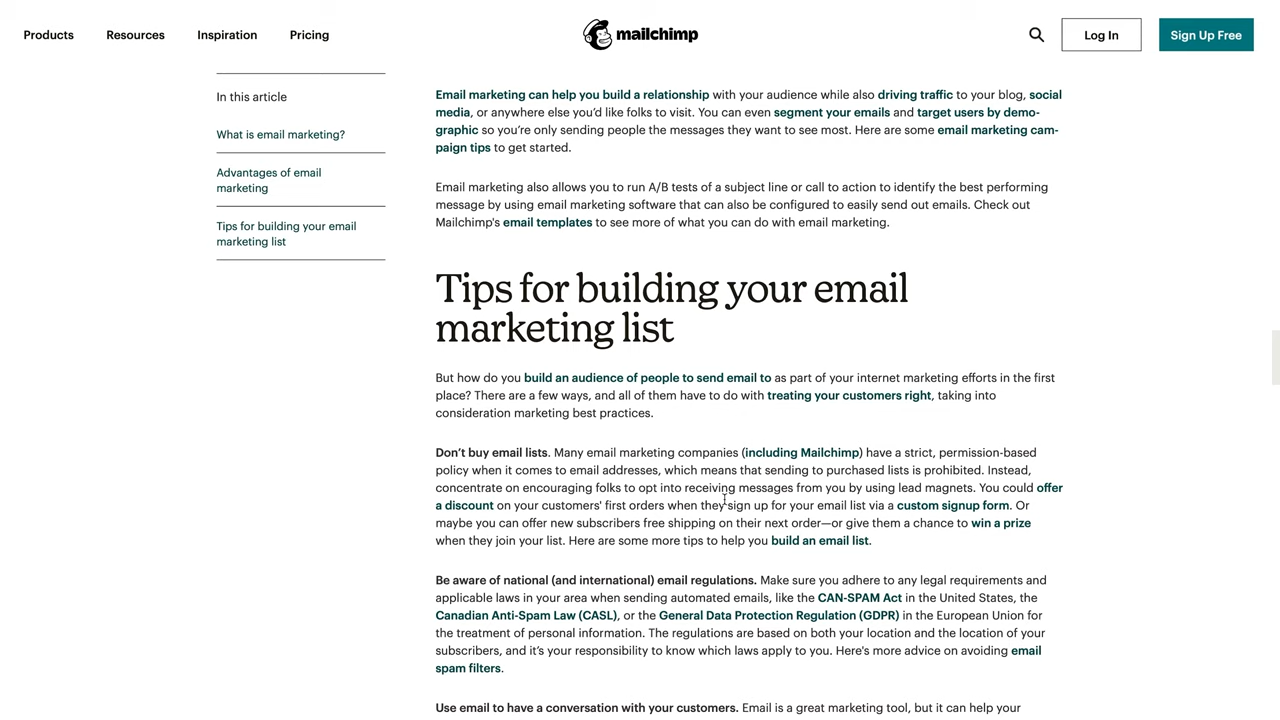 Products Resources Inspiration Pricing mailchimp Log In Sign Up Free
In this article
What is email marketing?
Advantages of email
marketing
Tips for building your email
marketing list
Email marketing can help you build a relationship with your audience while also driving traffic to your blog, social
media, or anywhere else you’d like folks to visit. You can even segment your emails and target users by demo-
graphic so you’re only sending people the messages they want to see most. Here are some email marketing cam-
paign tips to get started.
Email marketing also allows you to run A/B tests of a subject line or call to action to identify the best performing
message by using email marketing software that can also be configured to easily send out emails. Check out
Mailchimp's email templates to see more of what you can do with email marketing.
Tips for building your email
marketing list
But how do you build an audience of people to send email to as part of your internet marketing efforts in the first
place? There are a few ways, and all of them have to do with treating your customers right, taking into
consideration marketing best practices.
Don’t buy email lists. Many email marketing companies (including Mailchimp) have a strict, permission-based
policy when it comes to email addresses, which means that sending to purchased lists is prohibited. Instead,
concentrate on encouraging folks to opt into receiving messages from you by using lead magnets. You could offer
a discount on your customers' first orders when they sign up for your email list via a custom signup form. Or
maybe you can offer new subscribers free shipping on their next order—or give them a chance to win a prize
when they join your list. Here are some more tips to help you build an email list.
Be aware of national (and international) email regulations. Make sure you adhere to any legal requirements and
applicable laws in your area when sending automated emails, like the CAN-SPAM Act in the United States, the
Canadian Anti-Spam Law (CASL), or the General Data Protection Regulation (GDPR) in the European Union for
the treatment of personal information. The regulations are based on both your location and the location of your
subscribers, and it’s your responsibility to know which laws apply to you. Here's more advice on avoiding email
spam filters.
Use email to have a conversation with your customers. Email is a great marketing tool, but it can help your